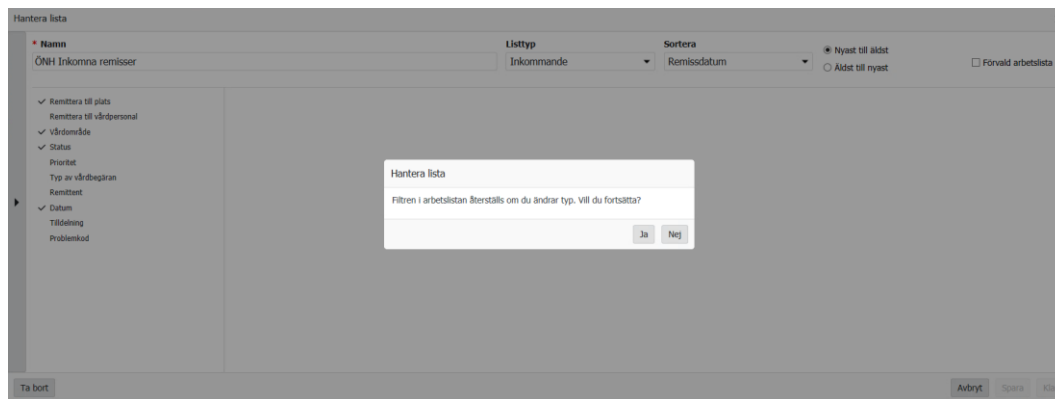 Hantera lista
* Namn
ÖNH Inkomna remisser
Listtyp
Inkommande
Sortera
Remissdatum
Nyast till äldst
Äldst till nyast
Förvald arbetslista
Remittera till plats
Remittera till vårdpersonal
Vårdområde
Status
Prioritet
Typ av vårdbegäran
Remittent
Datum
Tilldelning
Problemkod
Hantera lista
Filtren i arbetslistan återställs om du ändrar typ. Vill du fortsätta?
Ja Nej
Ta bort
Avbryt Spara